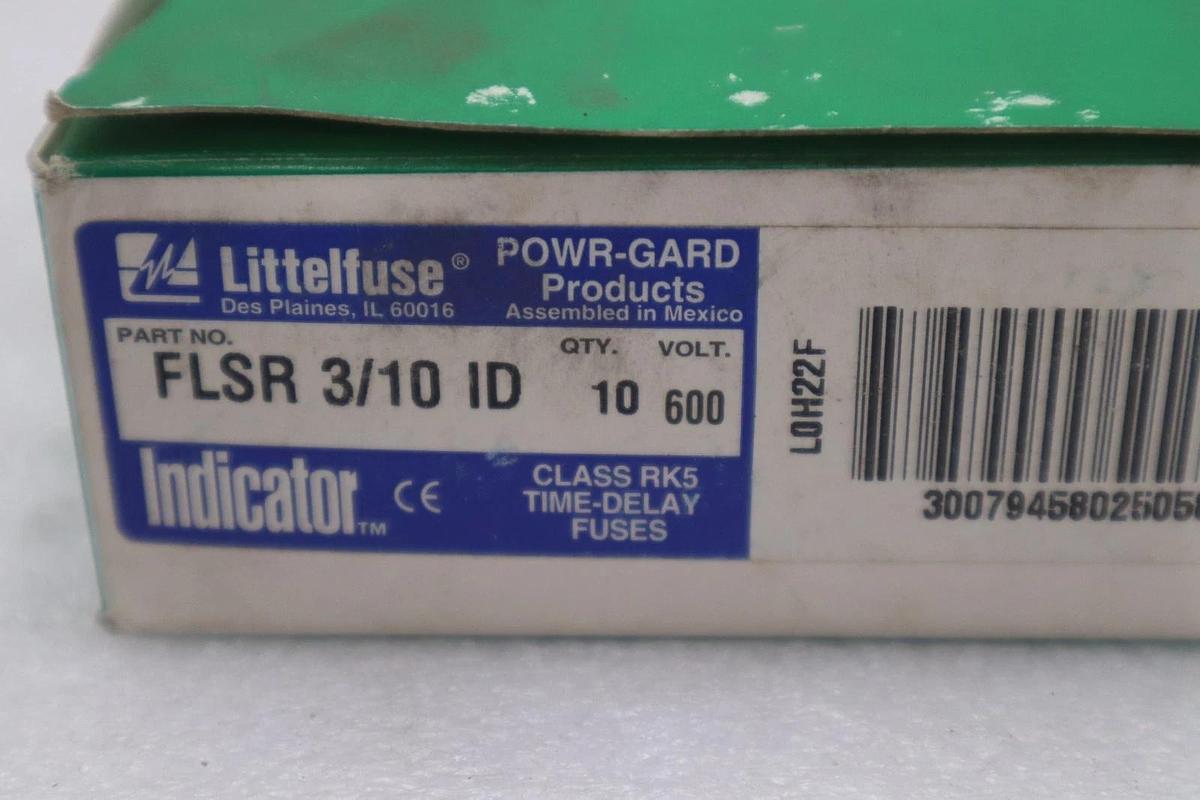 Littelfuse®
Des Plaines, IL 60016
POWR-GARD
Products
Assembled in Mexico
PART NO.
FLSR 3/10 ID
QTY.
10
VOLT.
600
Indicator™
CE
CLASS RK5
TIME-DELAY
FUSES
L0H22F